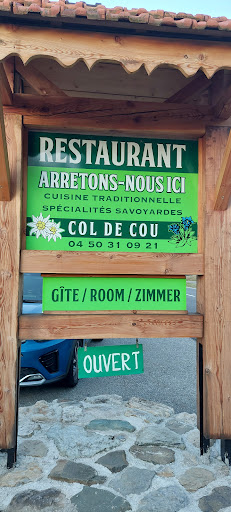 RESTAURANT
ARRETONS-NOUS ICI
CUISINE TRADITIONNELLE
SPÉCIALITÉS SAVOYARDES
COL DE COU
04 50 31 09 21
GÎTE / ROOM / ZIMMER
OUVERT